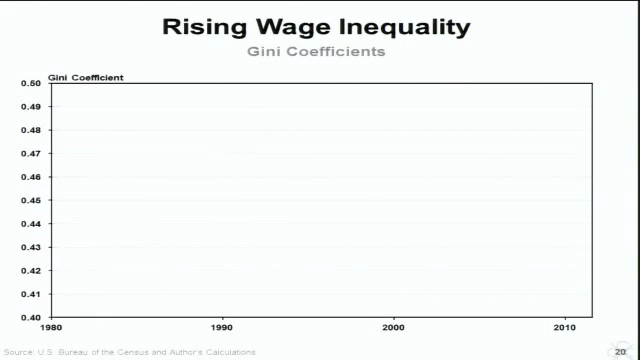 Rising Wage Inequality
Gini Coefficients
Gini Coefficient
0.50
0.49
0.48
0.47
0.46
0.45
0.44
0.43
0.42
0.41
0.40
1980 1990 2000 2010
Source: U.S. Bureau of the Census and Author's Calculations
20